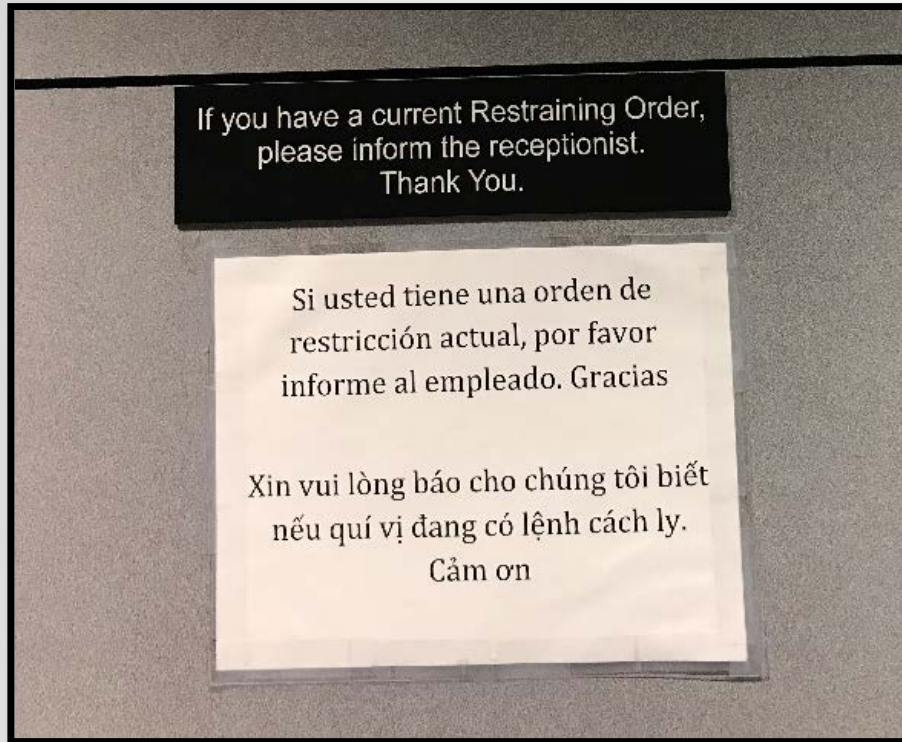 If you have a current Restraining Order,
please inform the receptionist.
Thank You.
Si usted tiene una orden de
restricción actual, por favor
informe al empleado. Gracias
Xin vui lòng báo cho chúng tôi biết
nếu quí vị đang có lệnh cách ly.
Cảm ơn